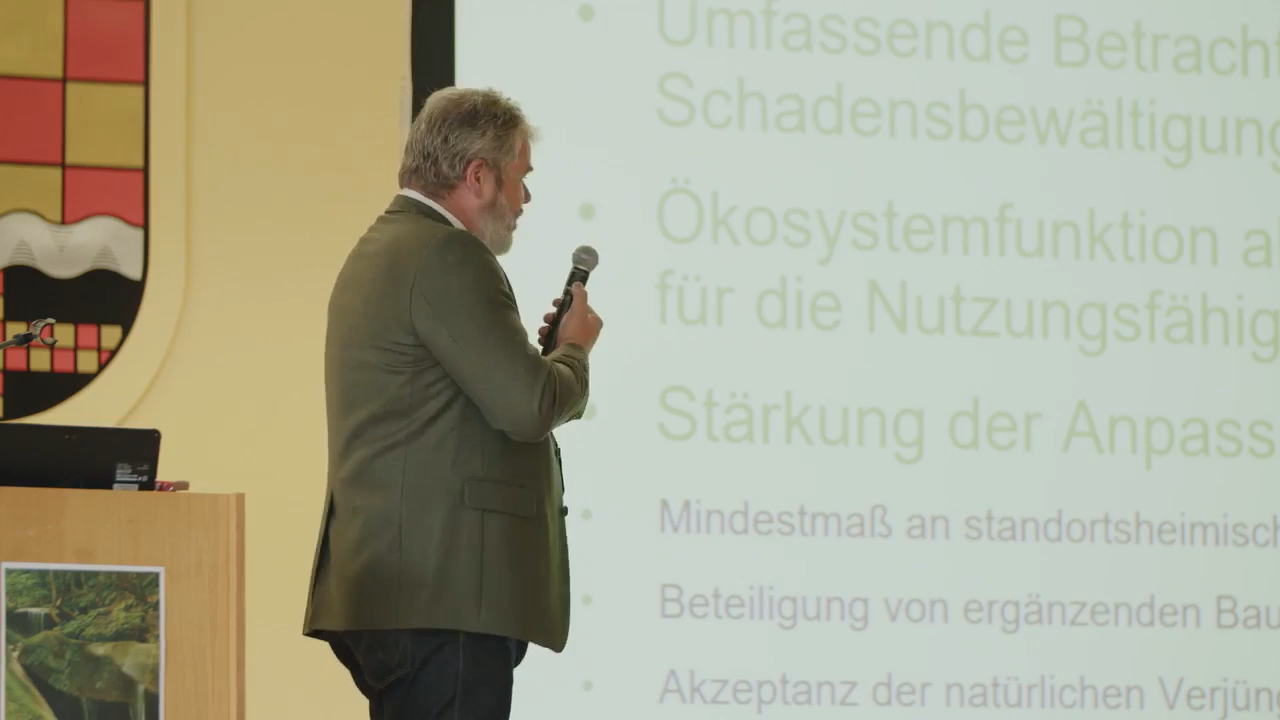 Umfassende Betracht
Schadensbewältigung
Ökosystemfunktion a
für die Nutzungsfähig
Stärkung der Anpass
Mindestmaß an standortsheimisch
Beteiligung von ergänzenden Bau
Akzeptanz der natürlichen Verjüng